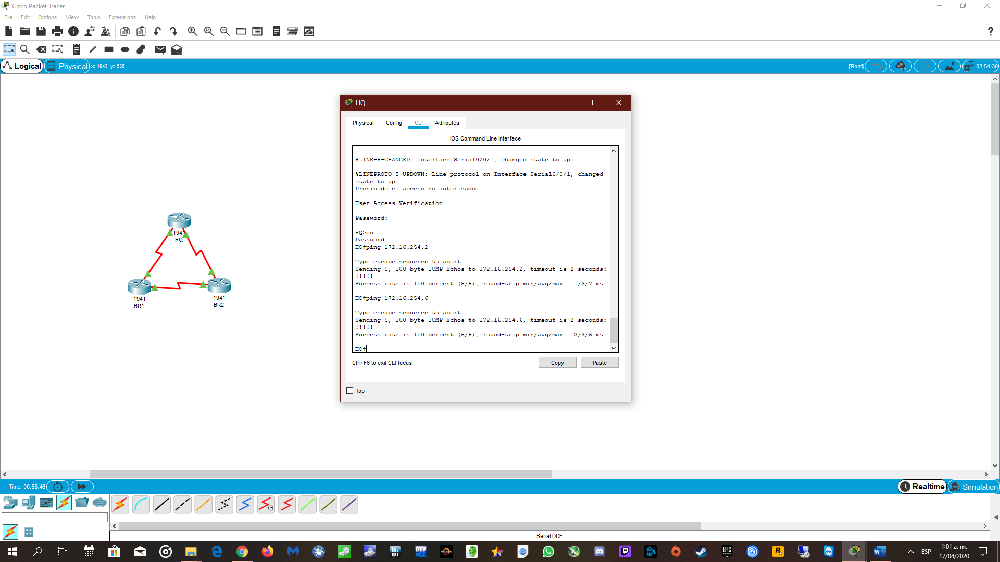 Cisco Packet Tracer
File Edit Options View Tools Extensions Help
Logical Physical x: 1843, y: 636 [Root] 03:54:30
HQ
Physical Config CLI Attributes
IOS Command Line Interface
%LINK-5-CHANGED: Interface Serial0/0/1, changed state to up
%LINEPROTO-5-UPDOWN: Line protocol on Interface Serial0/0/1, changed
state to up
Prohibido el acceso no autorizado
User Access Verification
Password:
HQ>en
Password:
HQ#ping 172.16.254.2
Type escape sequence to abort.
Sending 5, 100-byte ICMP Echos to 172.16.254.2, timeout is 2 seconds:
!!!!!
Success rate is 100 percent (5/5), round-trip min/avg/max = 1/3/7 ms
HQ#ping 172.16.254.6
Type escape sequence to abort.
Sending 5, 100-byte ICMP Echos to 172.16.254.6, timeout is 2 seconds:
!!!!!
Success rate is 100 percent (5/5), round-trip min/avg/max = 2/3/5 ms
HQ#
Ctrl+F6 to exit CLI focus
Copy Paste
Top
1941
HQ
1941
BR1
1941
BR2
Time: 00:55:46
Realtime Simulation
Serial DCE
DEV
RYZEN
EPIC
GAMES
ESP
1:01 a. m.
17/04/2020